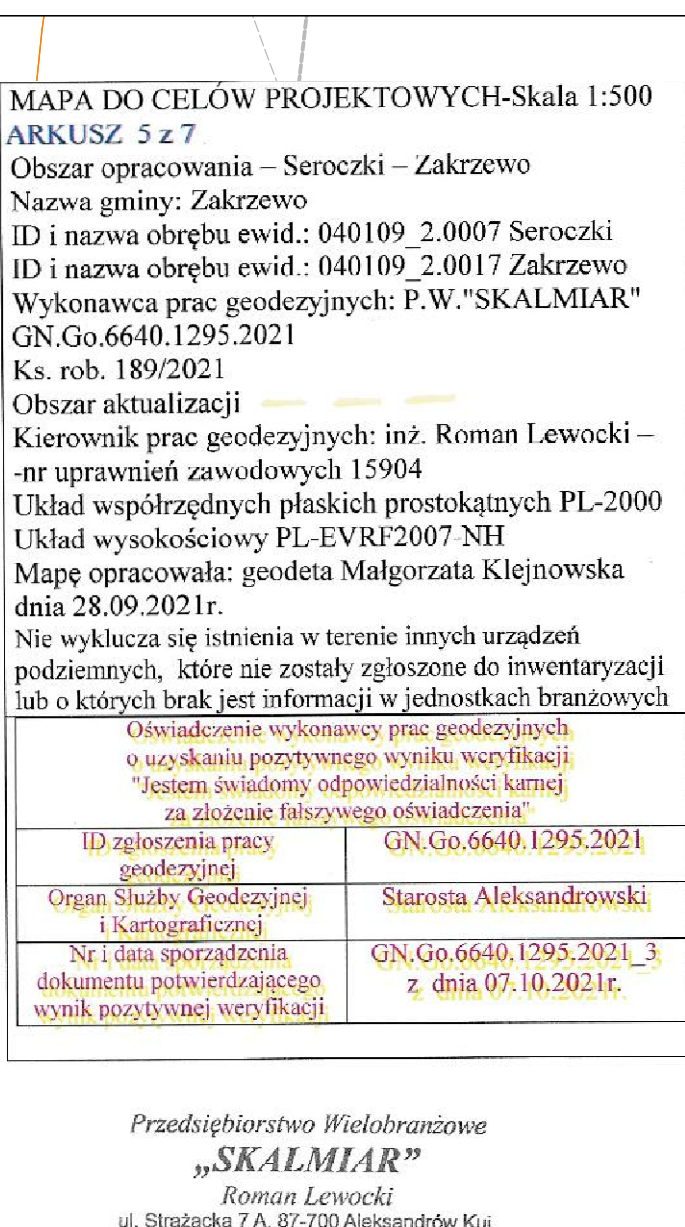 MAPA DO CELÓW PROJEKTOWYCH-Skala 1:500
ARKUSZ 5 z 7
Obszar opracowania – Seroczki – Zakrzewo
Nazwa gminy: Zakrzewo
ID i nazwa obrębu ewid.: 040109_2.0007 Seroczki
ID i nazwa obrębu ewid.: 040109_2.0017 Zakrzewo
Wykonawca prac geodezyjnych: P.W."SKALMIAR"
GN.Go.6640.1295.2021
Ks. rob. 189/2021
Obszar aktualizacji
Kierownik prac geodezyjnych: inż. Roman Lewocki –
-nr uprawnień zawodowych 15904
Układ współrzędnych płaskich prostokątnych PL-2000
Układ wysokościowy PL-EVRF2007-NH
Mapę opracowała: geodeta Małgorzata Klejnowska
dnia 28.09.2021r.
Nie wyklucza się istnienia w terenie innych urządzeń
podziemnych, które nie zostały zgłoszone do inwentaryzacji
lub o których brak jest informacji w jednostkach branżowych
Oświadczenie wykonawcy prac geodezyjnych
o uzyskaniu pozytywnego wyniku weryfikacji
"Jestem świadomy odpowiedzialności karnej
za złożenie fałszywego oświadczenia"
ID zgłoszenia pracy
geodezyjnej
GN.Go.6640.1295.2021
Organ Służby Geodezyjnej
i Kartograficznej
Starosta Aleksandrowski
Nr i data sporządzenia
dokumentu potwierdzającego
wynik pozytywnej weryfikacji
GN.Go.6640.1295.2021_3
z dnia 07.10.2021r.
Przedsiębiorstwo Wielobranżowe
„SKALMIAR”
Roman Lewocki
ul. Strażacka 7 A, 87-700 Aleksandrów Kuj